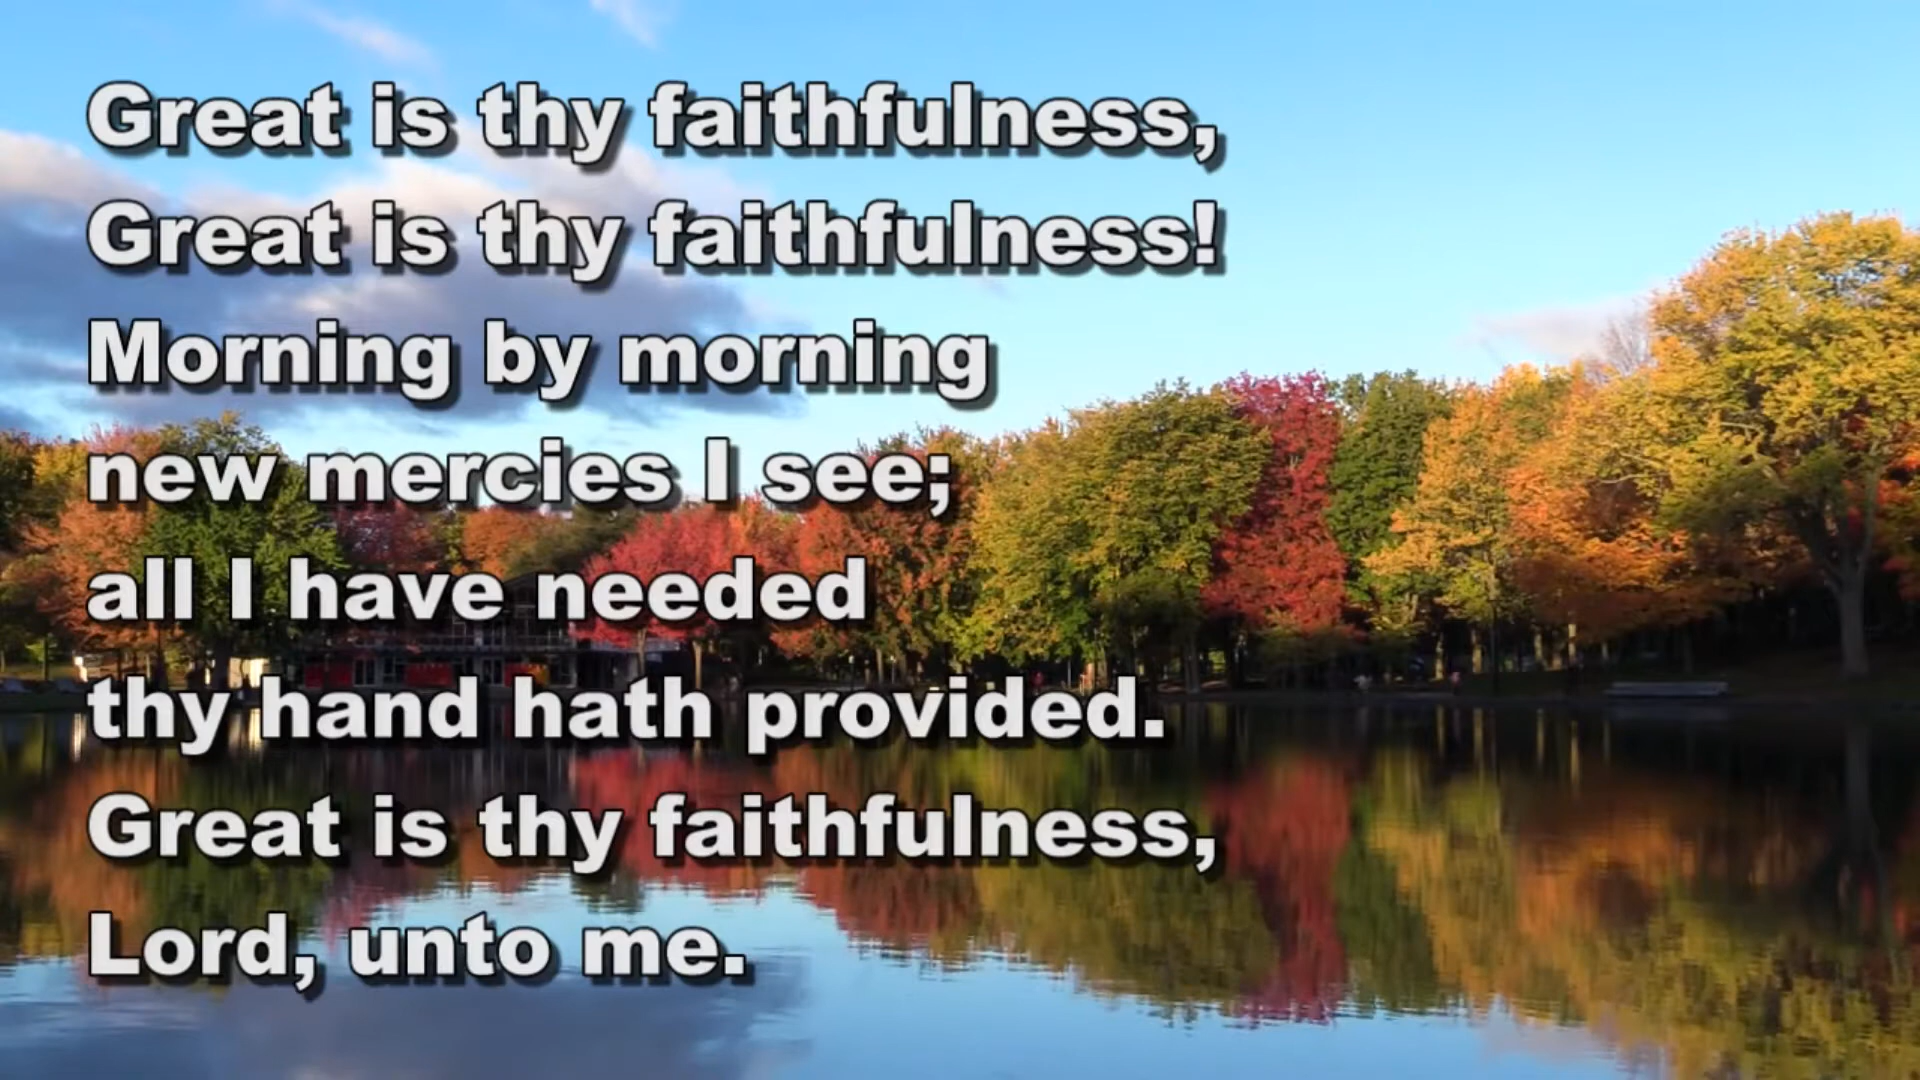 Great is thy faithfulness,
Great is thy faithfulness!
Morning by morning
new mercies I see;
all I have needed
thy hand hath provided.
Great is thy faithfulness,
Lord, unto me.